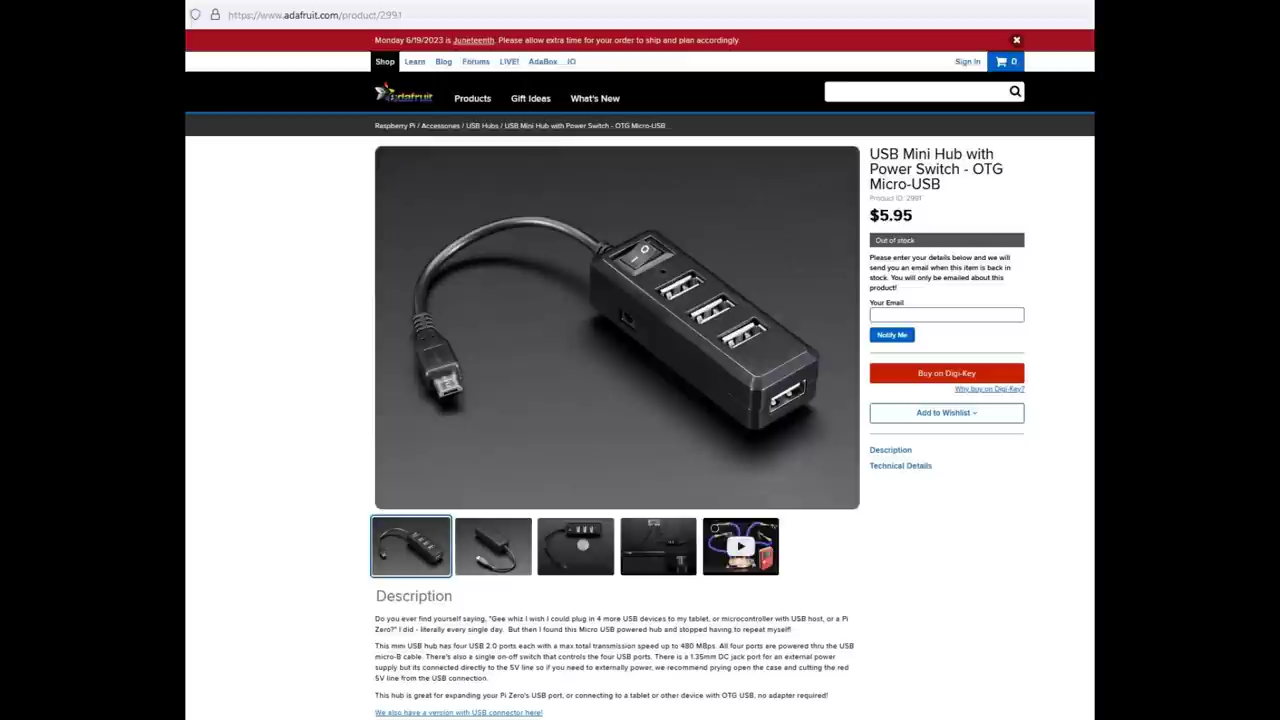 https://www.adafruit.com/product/2991
Monday 6/19/2023 is Juneteenth. Please allow extra time for your order to ship and plan accordingly.
Shop Learn Blog Forums LIVE! AdaBox IO Sign In 0
adafruit Products Gift Ideas What's New
Raspberry Pi / Accessories / USB Hubs / USB Mini Hub with Power Switch - OTG Micro-USB
USB Mini Hub with
Power Switch - OTG
Micro-USB
Product ID: 2991
$5.95
Out of stock
Please enter your details below and we will
send you an email when this item is back in
stock. You will only be emailed about this
product!
Your Email
Notify Me
Buy on Digi-Key
Why buy on Digi-Key?
Add to Wishlist
Description
Technical Details
Description
Do you ever find yourself saying, "Gee whiz I wish I could plug in 4 more USB devices to my tablet, or microcontroller with USB host, or a Pi
Zero?" I did - literally every single day. But then I found this Micro USB powered hub and stopped having to repeat myself!
This mini USB hub has four USB 2.0 ports each with a max total transmission speed up to 480 MBps. All four ports are powered thru the USB
micro-B cable. There's also a single on-off switch that controls the four USB ports. There is a 1.35mm DC jack port for an external power
supply but its connected directly to the 5V line so if you need to externally power, we recommend prying open the case and cutting the red
5V line from the USB connection.
This hub is great for expanding your Pi Zero's USB port, or connecting to a tablet or other device with OTG USB, no adapter required!
We also have a version with USB connector here!